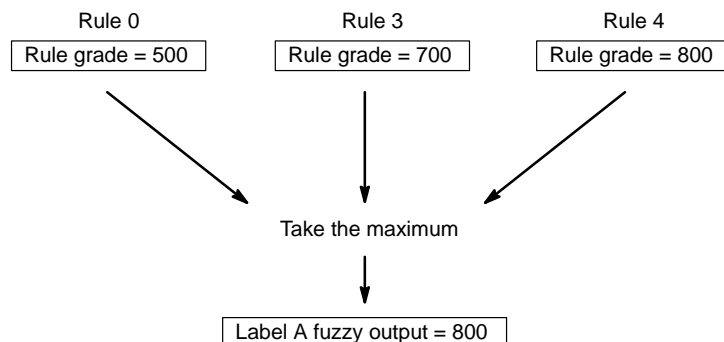 Rule 0 Rule 3 Rule 4
Rule grade = 500 Rule grade = 700 Rule grade = 800
Take the maximum
Label A fuzzy output = 800